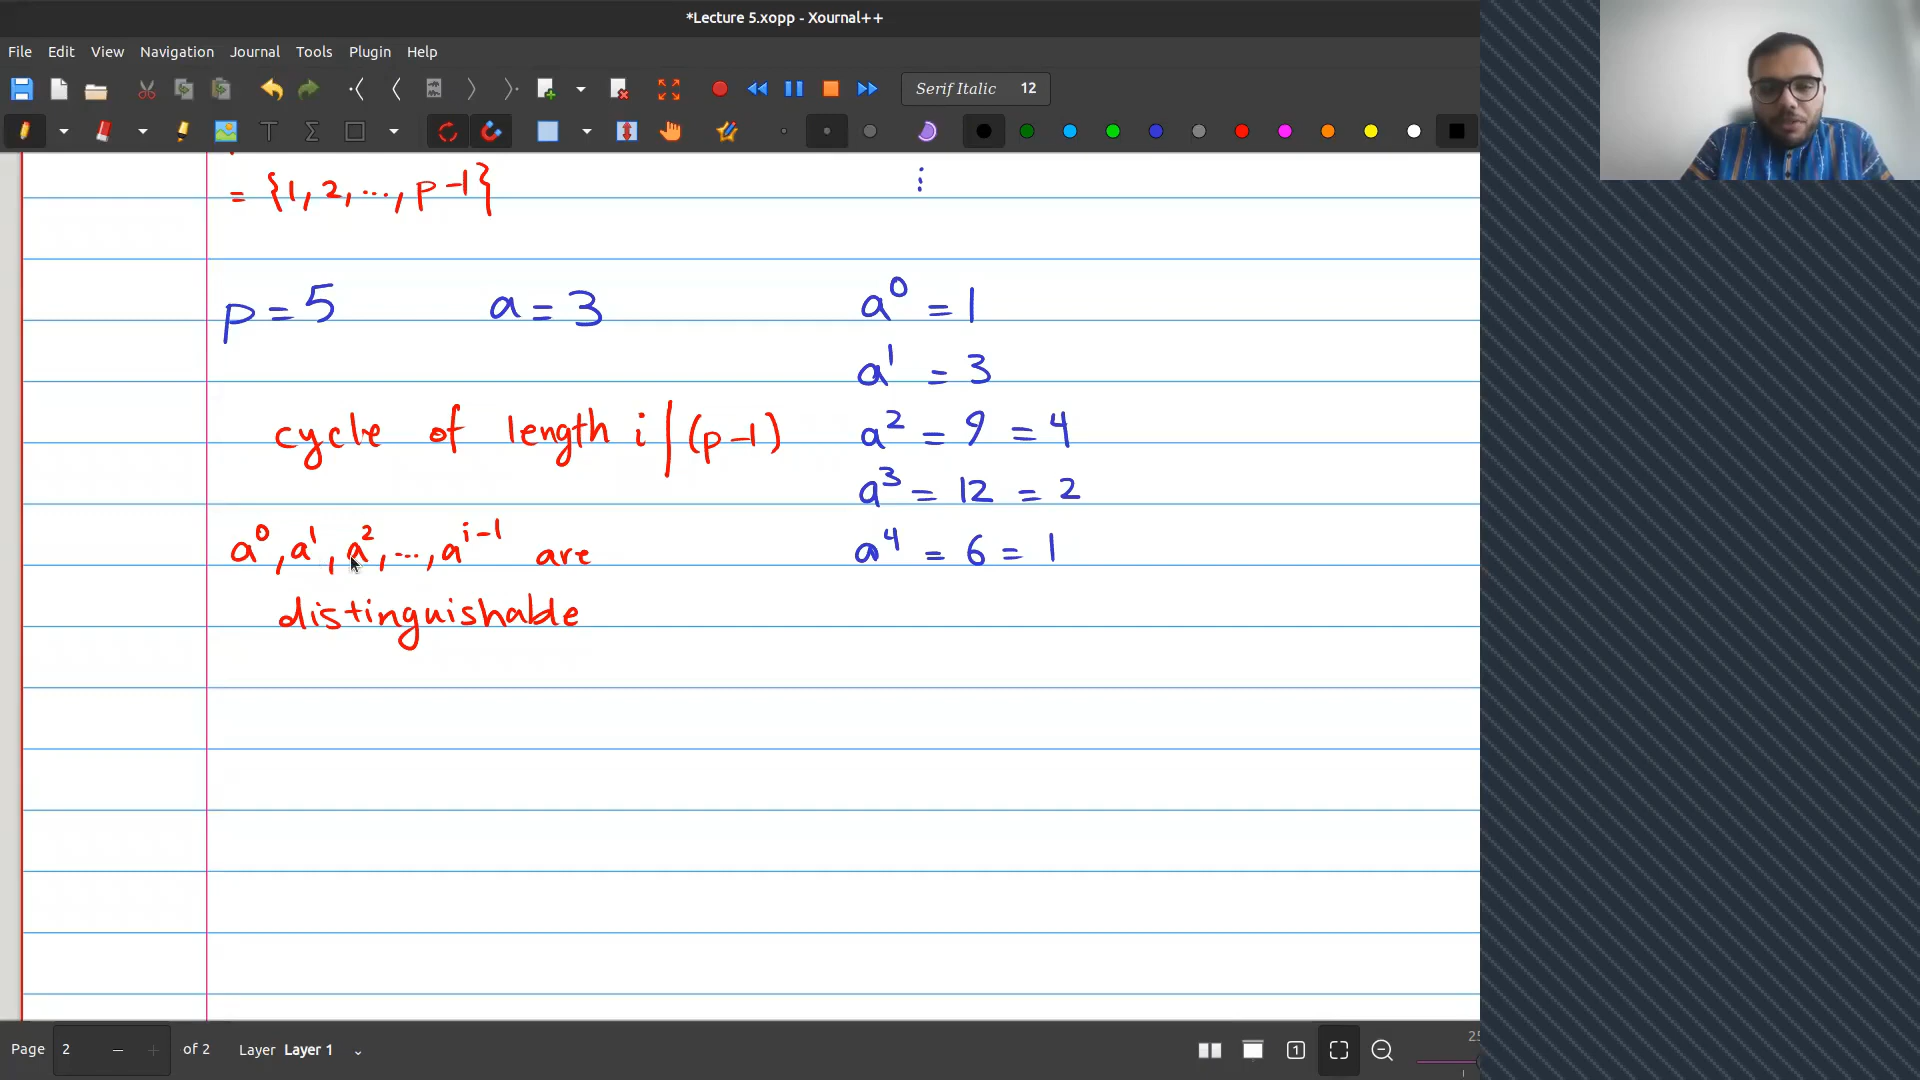 *Lecture 5.xopp - Xournal++
File Edit View Navigation Journal Tools Plugin Help
Serif Italic 12
= {1, 2, ..., p-1}
⋮
p = 5 a = 3 a⁰ = 1
a¹ = 3
cycle of length i | (p-1) a² = 9 = 4
a³ = 12 = 2
a⁰, a¹, a², ..., aⁱ⁻¹ are a⁴ = 6 = 1
distinguishable
Page 2 of 2 Layer Layer 1